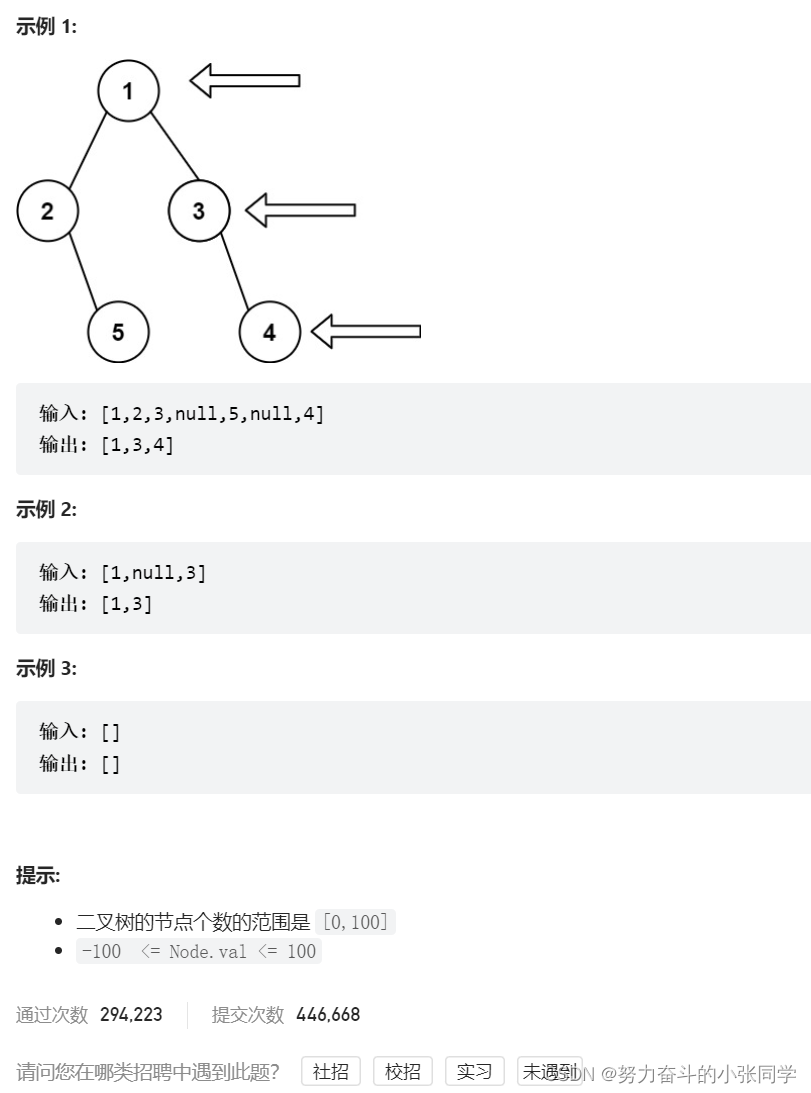 示例 1:
1
2
3
5
4
输入: [1,2,3,null,5,null,4]
输出: [1,3,4]
示例 2:
输入: [1,null,3]
输出: [1,3]
示例 3:
输入: []
输出: []
提示:
二叉树的节点个数的范围是 [0,100]
-100 <= Node.val <= 100
通过次数 294,223 提交次数 446,668
请问您在哪类招聘中遇到此题? 社招 校招 实习 未遇到
CSDN @努力奋斗的小张同学